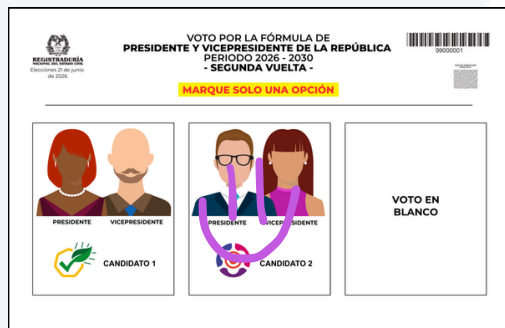 REGISTRADURÍA
NACIONAL DEL ESTADO CIVIL
Elecciones 21 de junio
de 2026
VOTO POR LA FÓRMULA DE
PRESIDENTE Y VICEPRESIDENTE DE LA REPÚBLICA
PERIODO 2026 - 2030
- SEGUNDA VUELTA -
MARQUE SOLO UNA OPCIÓN
99000001
PRESIDENTE VICEPRESIDENTE
CANDIDATO 1
PRESIDENTE VICEPRESIDENTE
CANDIDATO 2
VOTO EN
BLANCO